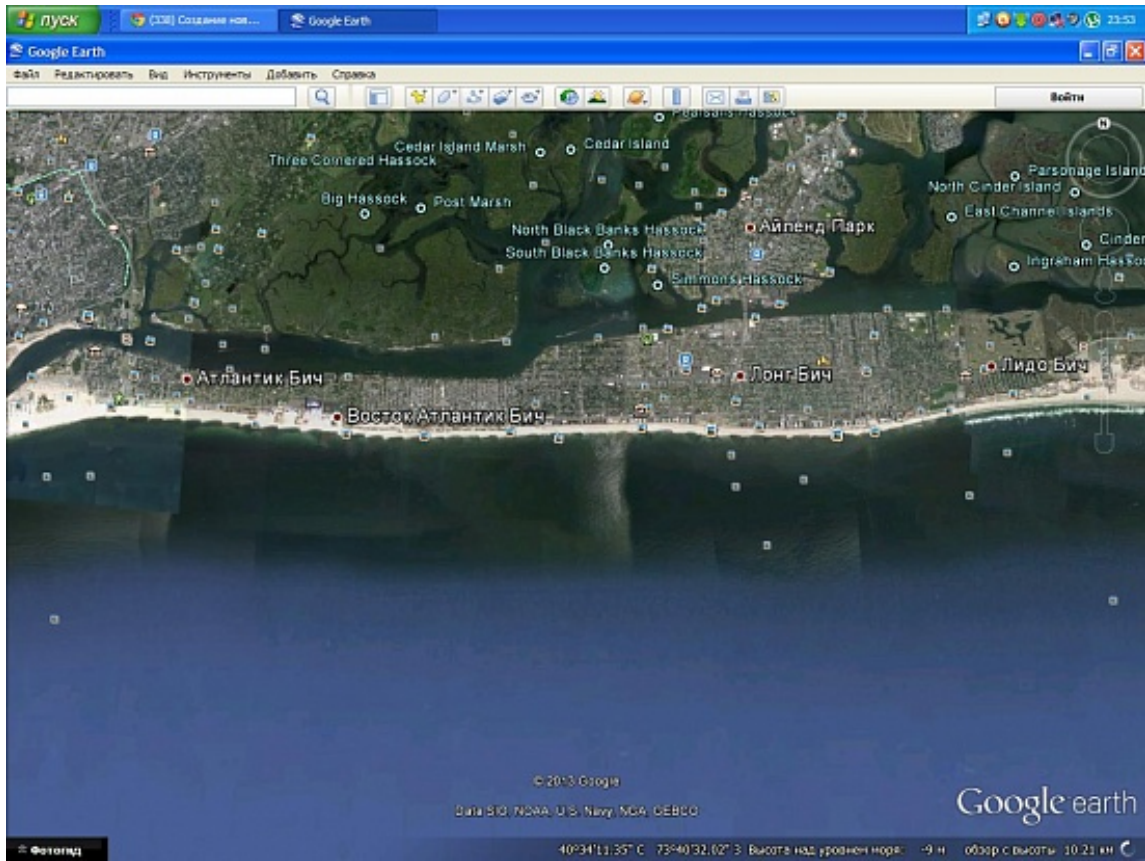 пуск
(338) Создание нов...
Google Earth
23:53
Google Earth
Файл Редактировать Вид Инструменты Добавить Справка
Войти
Pearsalls Hassock
N
Cedar Island Marsh
Cedar Island
Three Cornered Hassock
Parsonage Island
North Cinder Island
Big Hassock
Post Marsh
East Channel Islands
North Black Banks Hassock
Айленд Парк
South Black Banks Hassock
Cinder
Ingraham Hassoc
Simmons Hassock
Атлантик Бич
Лонг Бич
Лидо Бич
Восток Атлантик Бич
© 2013 Google
Data SIO, NOAA, U.S. Navy, NGA, GEBCO
Google earth
Фотогид
40°34'11.35" С 73°40'32.02" З Высота над уровнем моря: -9 м обзор с высоты 10.21 км